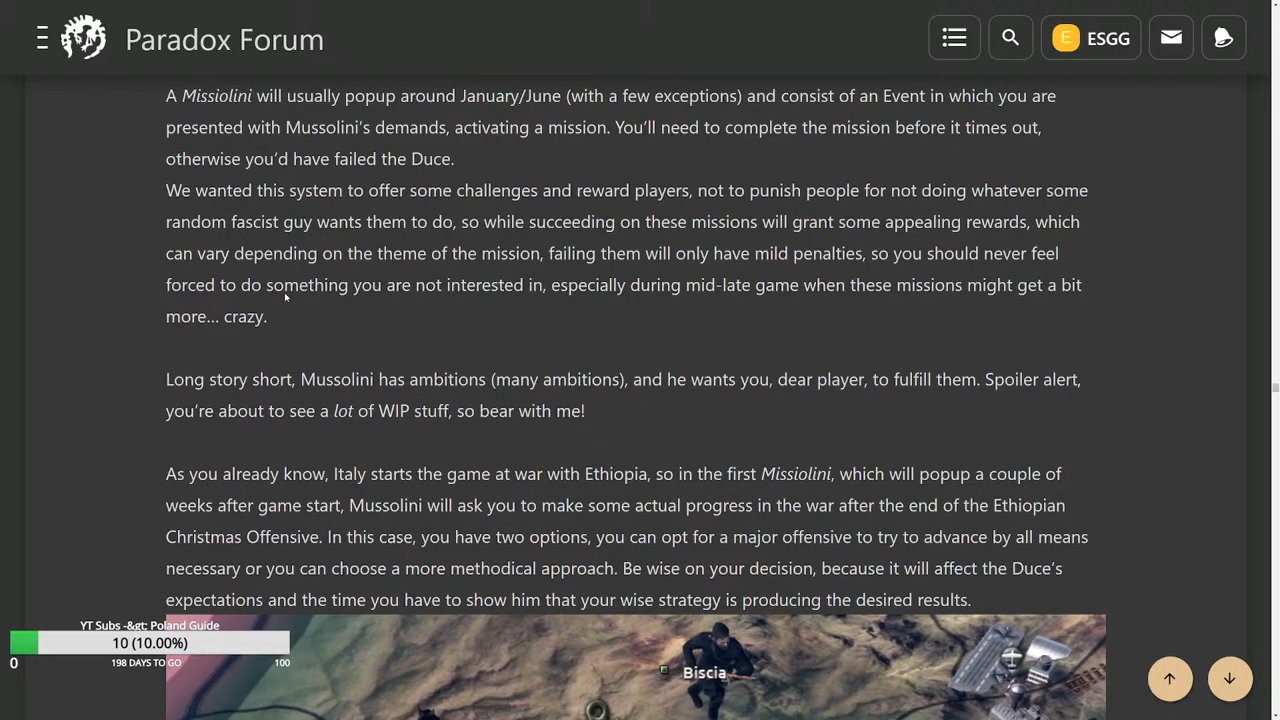 Paradox Forum
E ESGG
A Missiolini will usually popup around January/June (with a few exceptions) and consist of an Event in which you are
presented with Mussolini’s demands, activating a mission. You’ll need to complete the mission before it times out,
otherwise you’d have failed the Duce.
We wanted this system to offer some challenges and reward players, not to punish people for not doing whatever some
random fascist guy wants them to do, so while succeeding on these missions will grant some appealing rewards, which
can vary depending on the theme of the mission, failing them will only have mild penalties, so you should never feel
forced to do something you are not interested in, especially during mid-late game when these missions might get a bit
more… crazy.
Long story short, Mussolini has ambitions (many ambitions), and he wants you, dear player, to fulfill them. Spoiler alert,
you’re about to see a lot of WIP stuff, so bear with me!
As you already know, Italy starts the game at war with Ethiopia, so in the first Missiolini, which will popup a couple of
weeks after game start, Mussolini will ask you to make some actual progress in the war after the end of the Ethiopian
Christmas Offensive. In this case, you have two options, you can opt for a major offensive to try to advance by all means
necessary or you can choose a more methodical approach. Be wise on your decision, because it will affect the Duce’s
expectations and the time you have to show him that your wise strategy is producing the desired results.
YT Subs -&gt; Poland Guide
10 (10.00%)
0 198 DAYS TO GO 100
Biscia